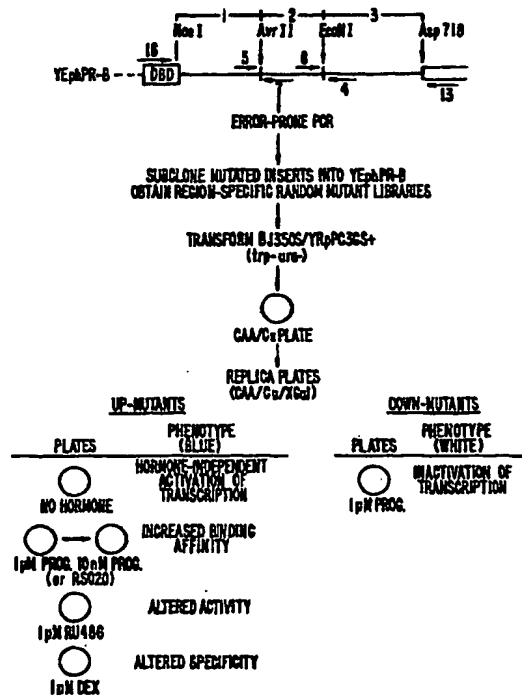 1 2 3
Nae I Avr II EcoN I Asp 718
16 5 6
YEphPR-B DBD
7 4 13
ERROR-PRONE PCR
SUBCLONE MUTATED INSERTS INTO YEphPR-B
OBTAIN REGION-SPECIFIC RANDOM MUTANT LIBRARIES
TRANSFORM BJ3505/YRpPC3GS+
(trp-ura-)
CAA/Cu PLATE
REPLICA PLATES
(CAA/Cu/XGal)
UP-MUTANTS
PLATES
PHENOTYPE
(BLUE)
NO HORMONE
HORMONE-INDEPENDENT
ACTIVATION OF
TRANSCRIPTION
1pM PROG. 10nM PROG.
(or R5020)
INCREASED BINDING
AFFINITY
1pM RU486
ALTERED ACTIVITY
1pM DEX
ALTERED SPECIFICITY
DOWN-MUTANTS
PLATES
PHENOTYPE
(WHITE)
1pM PROG.
INACTIVATION OF
TRANSCRIPTION